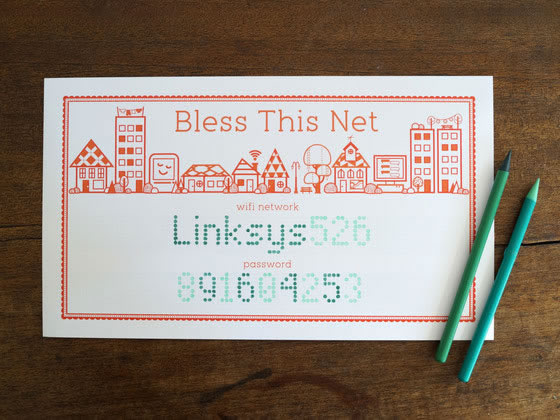 Bless This Net
wifi network
Linksys526
password
891604253